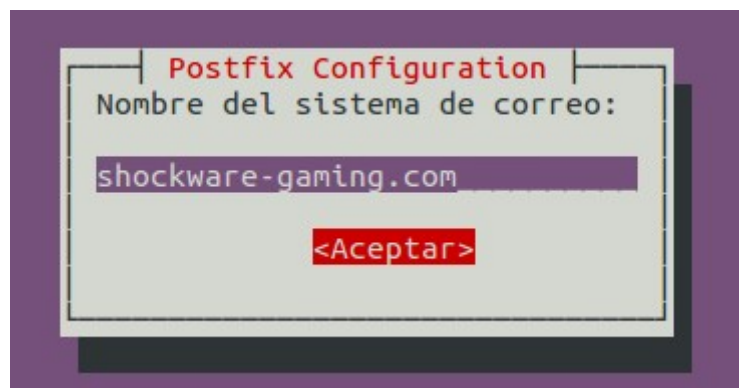 Postfix Configuration
Nombre del sistema de correo:
shockware-gaming.com
<Aceptar>